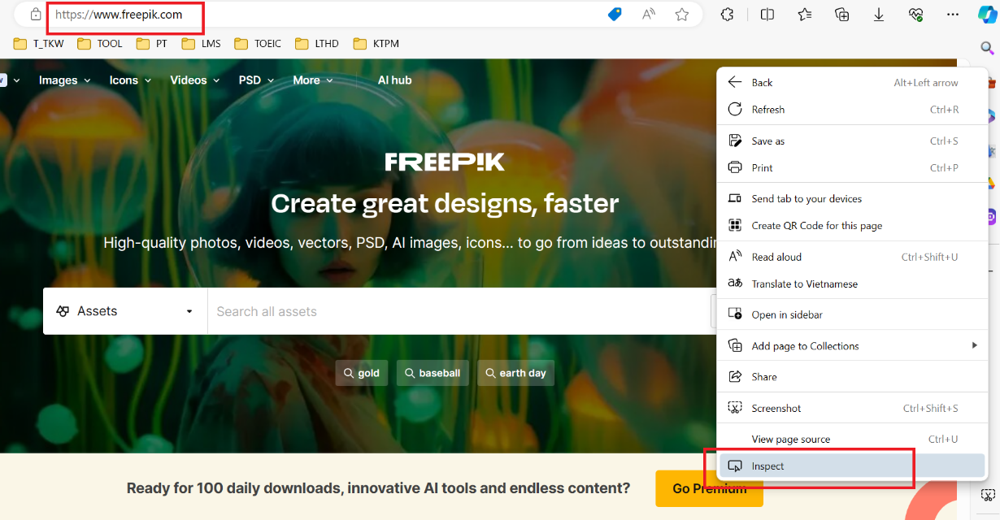 https://www.freepik.com
T_TKW TOOL PT LMS TOEIC LTHD KTPM
Images Icons Videos PSD More AI hub
FREEP!K
Create great designs, faster
High-quality photos, videos, vectors, PSD, AI images, icons... to go from ideas to outstandin
Assets Search all assets
gold baseball earth day
Ready for 100 daily downloads, innovative AI tools and endless content? Go Premium
Back Alt+Left arrow
Refresh Ctrl+R
Save as Ctrl+S
Print Ctrl+P
Send tab to your devices
Create QR Code for this page
Read aloud Ctrl+Shift+U
Translate to Vietnamese
Open in sidebar
Add page to Collections
Share
Screenshot Ctrl+Shift+S
View page source Ctrl+U
Inspect